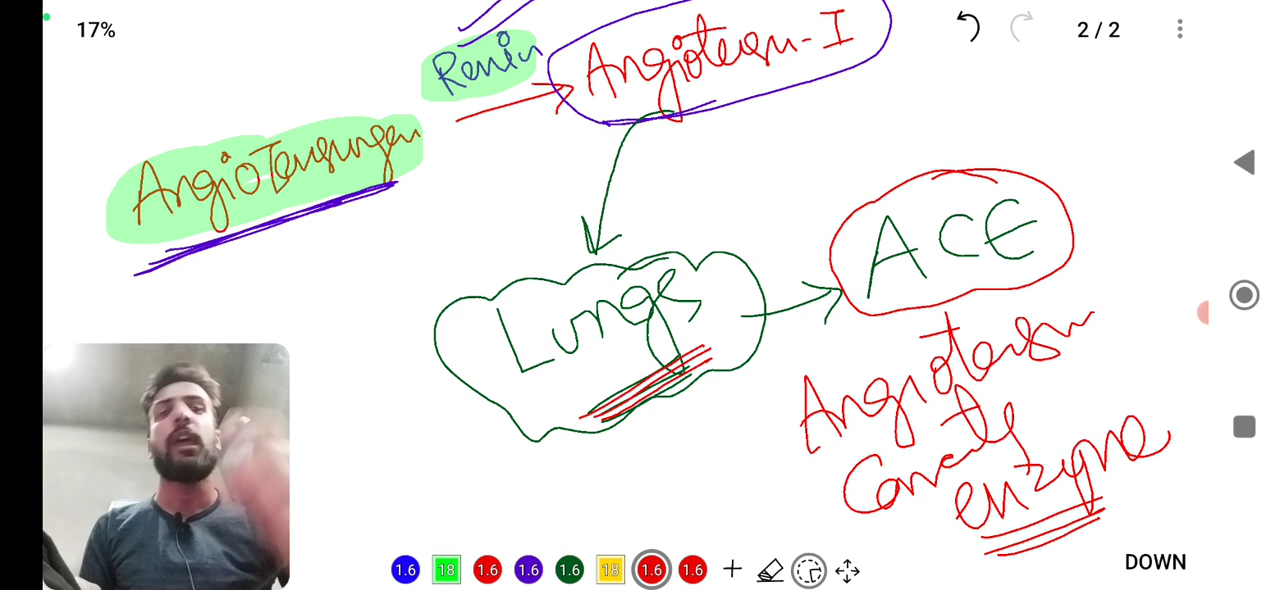 17%
2 / 2
Renin
Angiotensin-I
Angiotensinogen
Lungs
ACE
Angiotensin
Converting
enzyme
1.6 18 1.6 1.6 1.6 18 1.6 1.6
DOWN